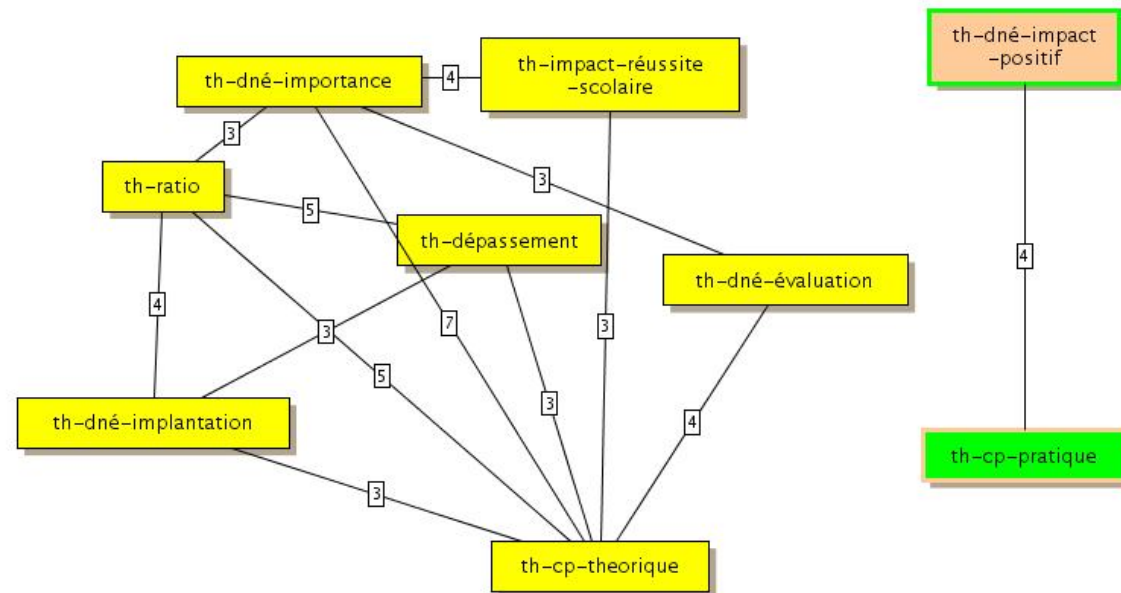 th-dné-impact
-positif
th-impact-réussite
-scolaire
th-dné-importance
4
3
th-ratio
3
5
th-dépassement
4
th-dné-évaluation
4
7
3
3
5
3
th-dné-implantation
4
th-cp-pratique
3
th-cp-theorique